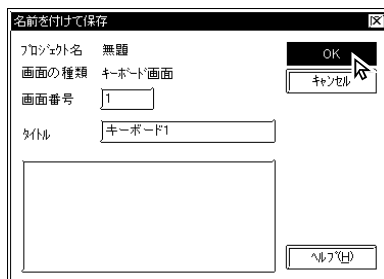 名前を付けて保存
ﾌﾟﾛｼﾞｪｸﾄ名 無題
OK
画面の種類 ｷｰﾎﾞｰﾄﾞ画面
ｷｬﾝｾﾙ
画面番号 1
ﾀｲﾄﾙ キーボード1
ﾍﾙﾌﾟ(H)